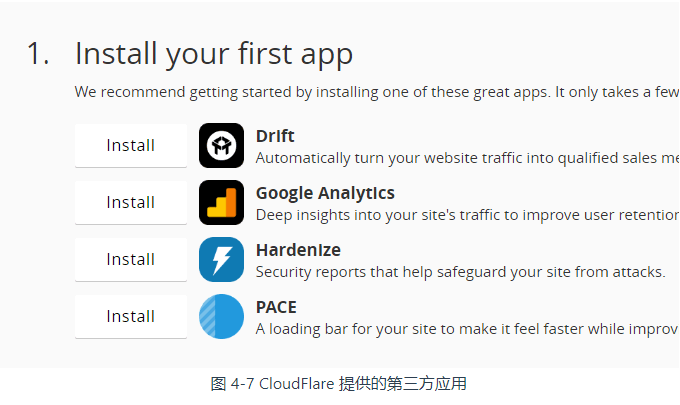 1. Install your first app
We recommend getting started by installing one of these great apps. It only takes a few
Install
Drift
Automatically turn your website traffic into qualified sales me
Install
Google Analytics
Deep insights into your site's traffic to improve user retention
Install
Hardenize
Security reports that help safeguard your site from attacks.
Install
PACE
A loading bar for your site to make it feel faster while improv
图 4-7 CloudFlare 提供的第三方应用